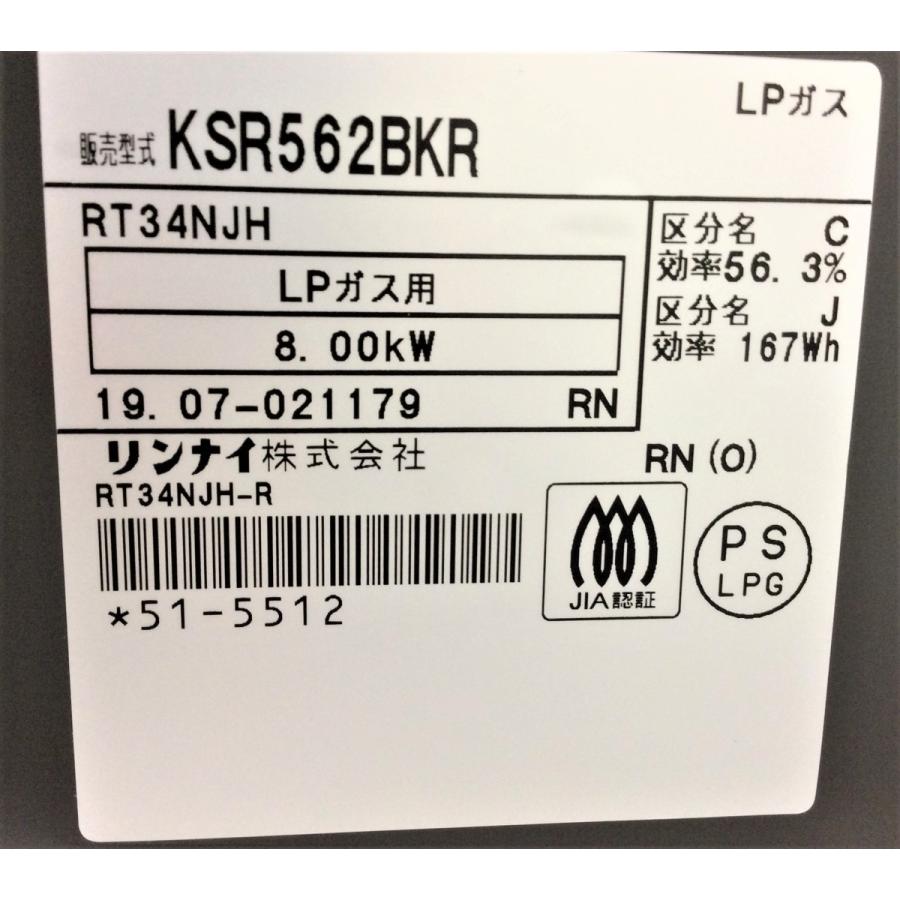 LPガス
販売型式 KSR562BKR
RT34NJH
LPガス用
8.00kW
19.07-021179 RN
区分名 C
効率56.3%
区分名 J
効率 167Wh
リンナイ株式会社 RN(O)
RT34NJH-R
*51-5512
JIA認証
PS
LPG